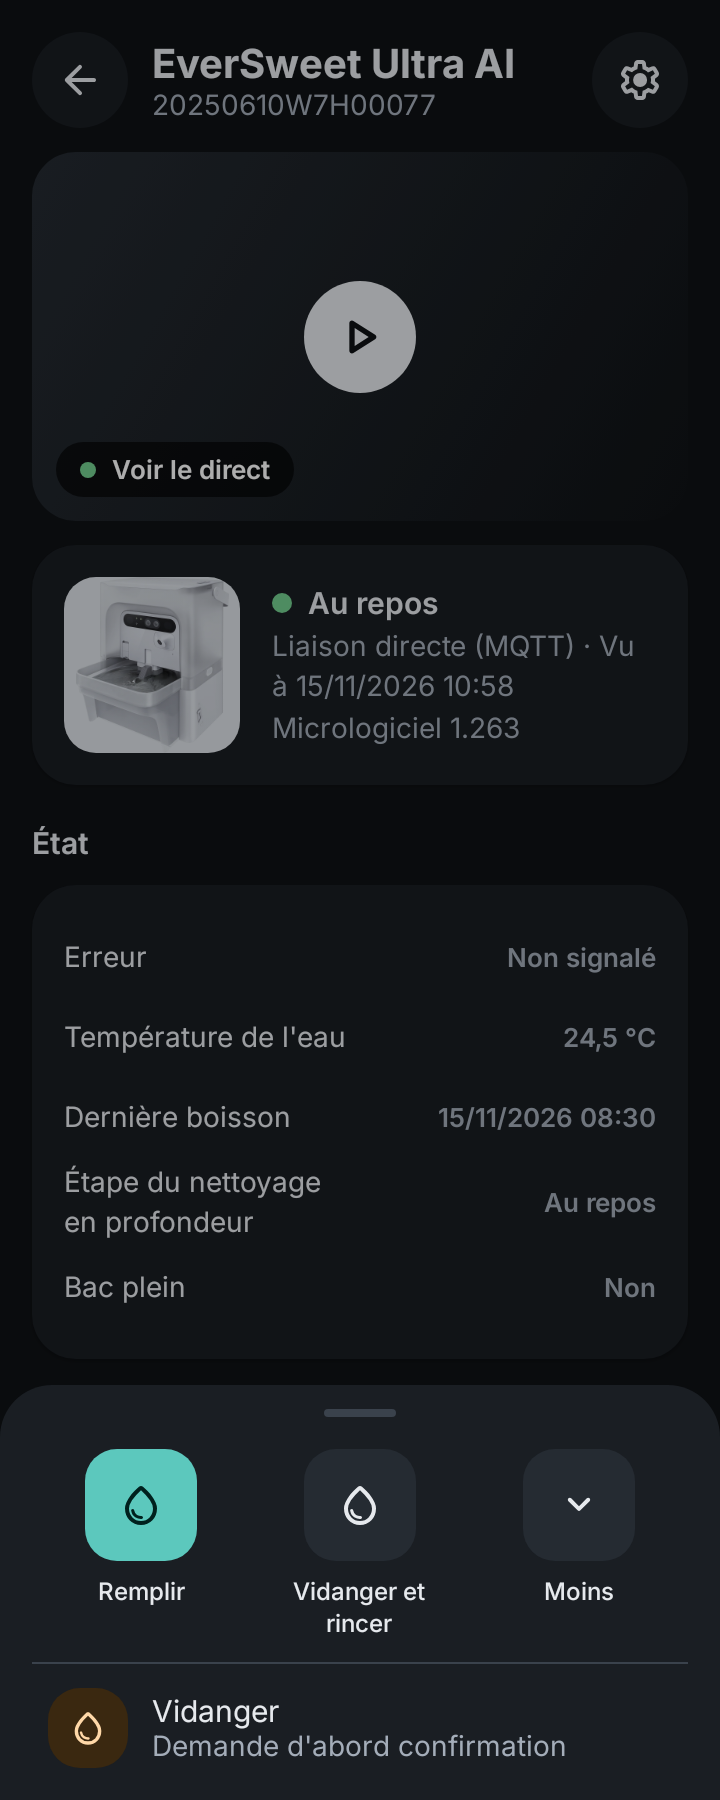 EverSweet Ultra AI
20250610W7H00077
Voir le direct
Au repos
Liaison directe (MQTT) · Vu
à 15/11/2026 10:58
Micrologiciel 1.263
État
Erreur
Non signalé
Température de l'eau
24,5 °C
Dernière boisson
15/11/2026 08:30
Étape du nettoyage
en profondeur
Au repos
Bac plein
Non
Remplir
Vidanger et
rincer
Moins
Vidanger
Demande d'abord confirmation